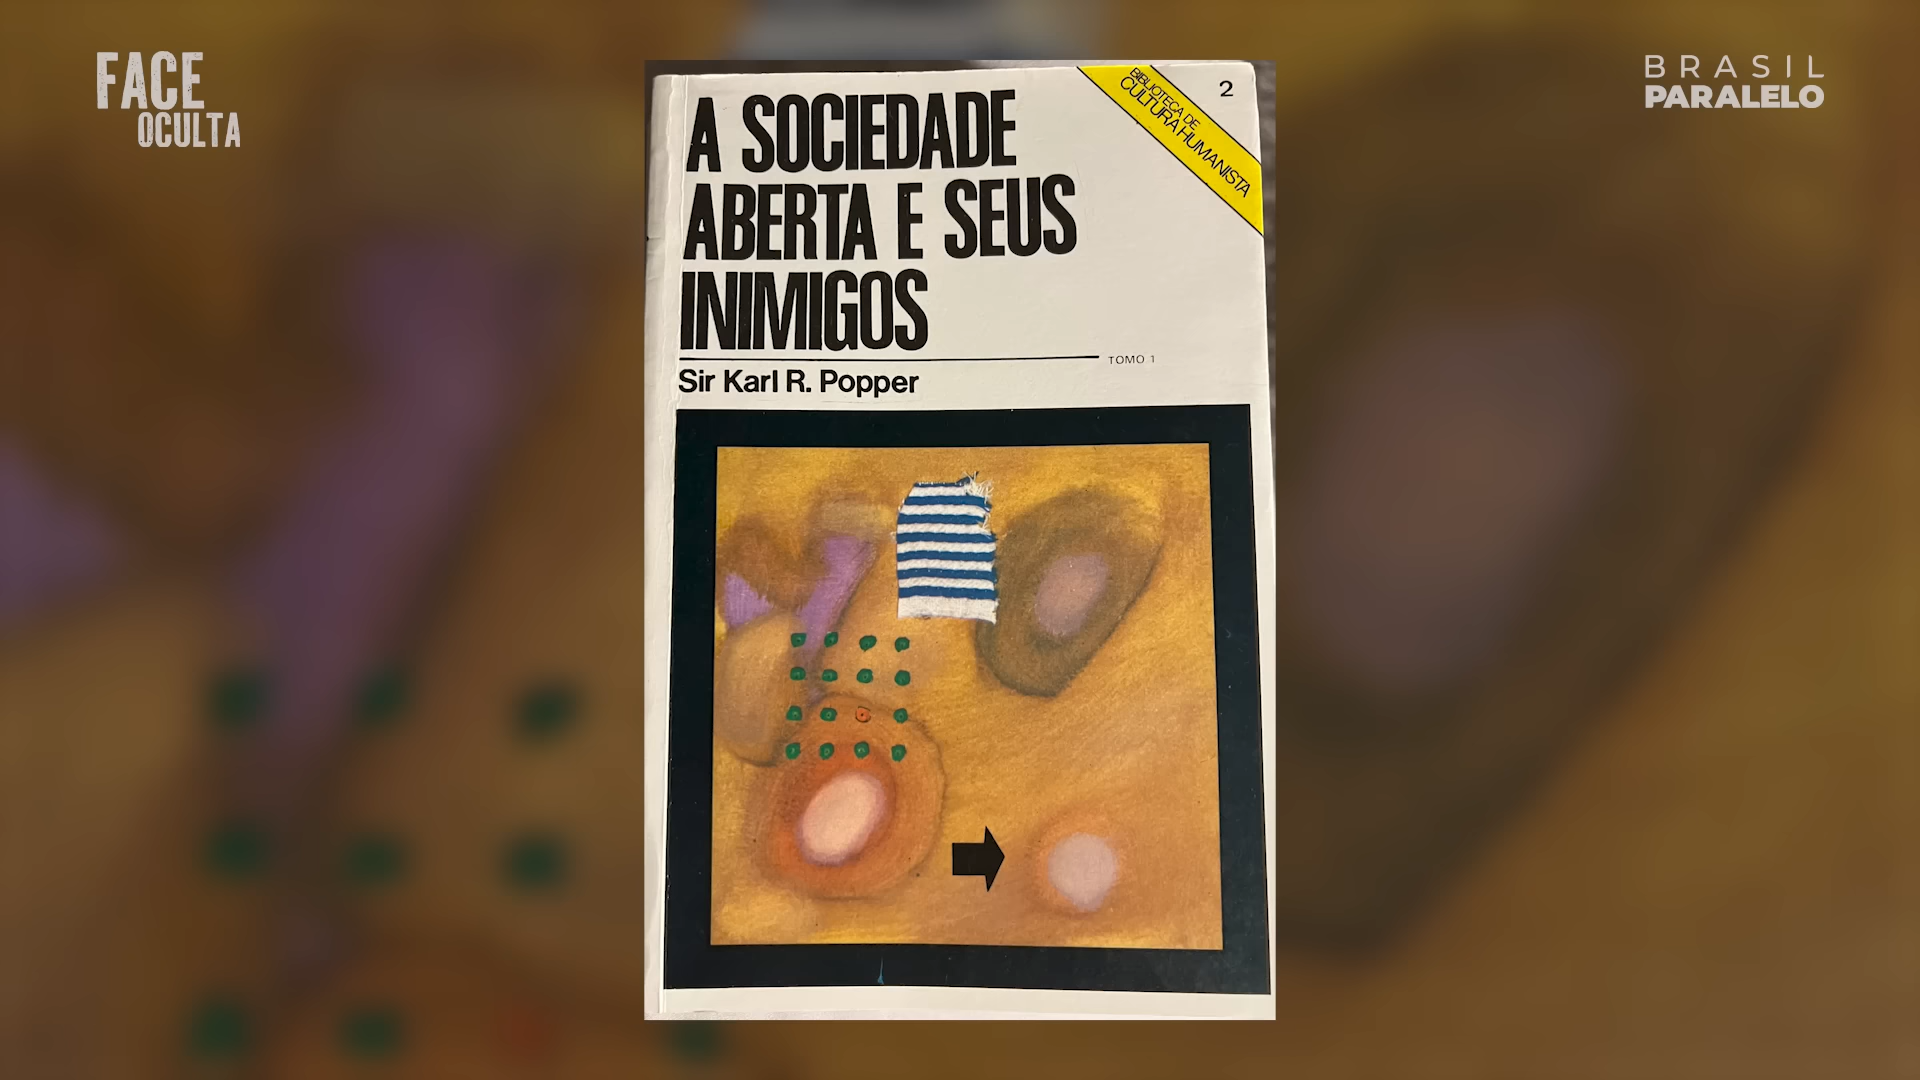 FACE
OCULTA
BRASIL
PARALELO
BIBLIOTECA DE
CULTURA HUMANISTA
2
A SOCIEDADE
ABERTA E SEUS
INIMIGOS
TOMO 1
Sir Karl R. Popper